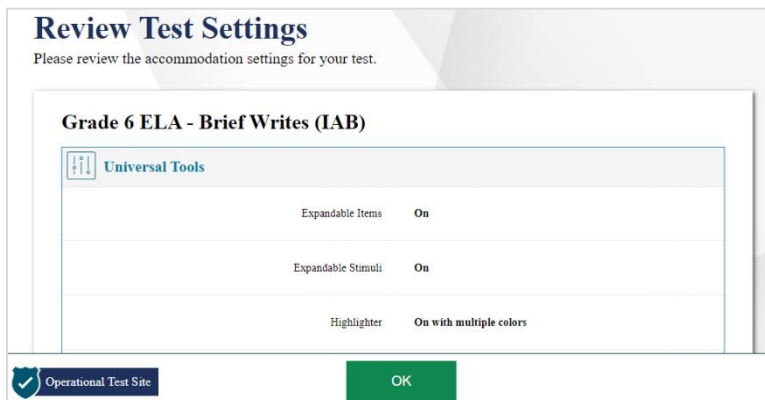 Review Test Settings
Please review the accommodation settings for your test.
Grade 6 ELA - Brief Writes (IAB)
Universal Tools
Expandable Items On
Expandable Stimuli On
Highlighter On with multiple colors
Operational Test Site
OK